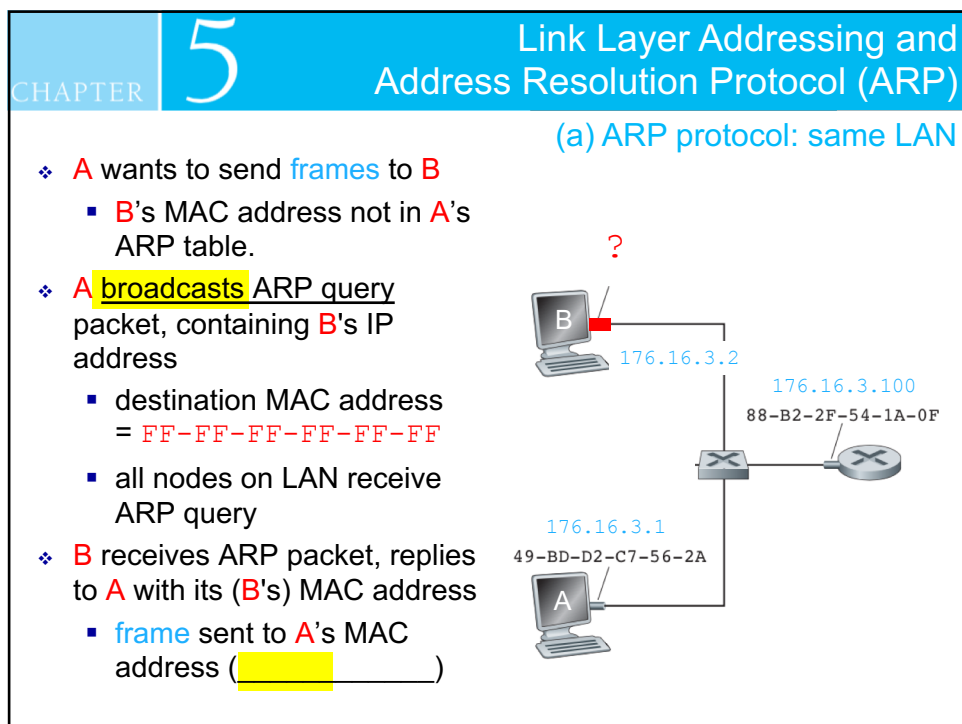 CHAPTER 5
Link Layer Addressing and
Address Resolution Protocol (ARP)
(a) ARP protocol: same LAN
❖ A wants to send frames to B
▪ B’s MAC address not in A’s
ARP table.
❖ A broadcasts ARP query
packet, containing B's IP
address
▪ destination MAC address
= FF-FF-FF-FF-FF-FF
▪ all nodes on LAN receive
ARP query
❖ B receives ARP packet, replies
to A with its (B's) MAC address
▪ frame sent to A’s MAC
address (____________)
?
B
176.16.3.2
176.16.3.100
88-B2-2F-54-1A-0F
176.16.3.1
49-BD-D2-C7-56-2A
A